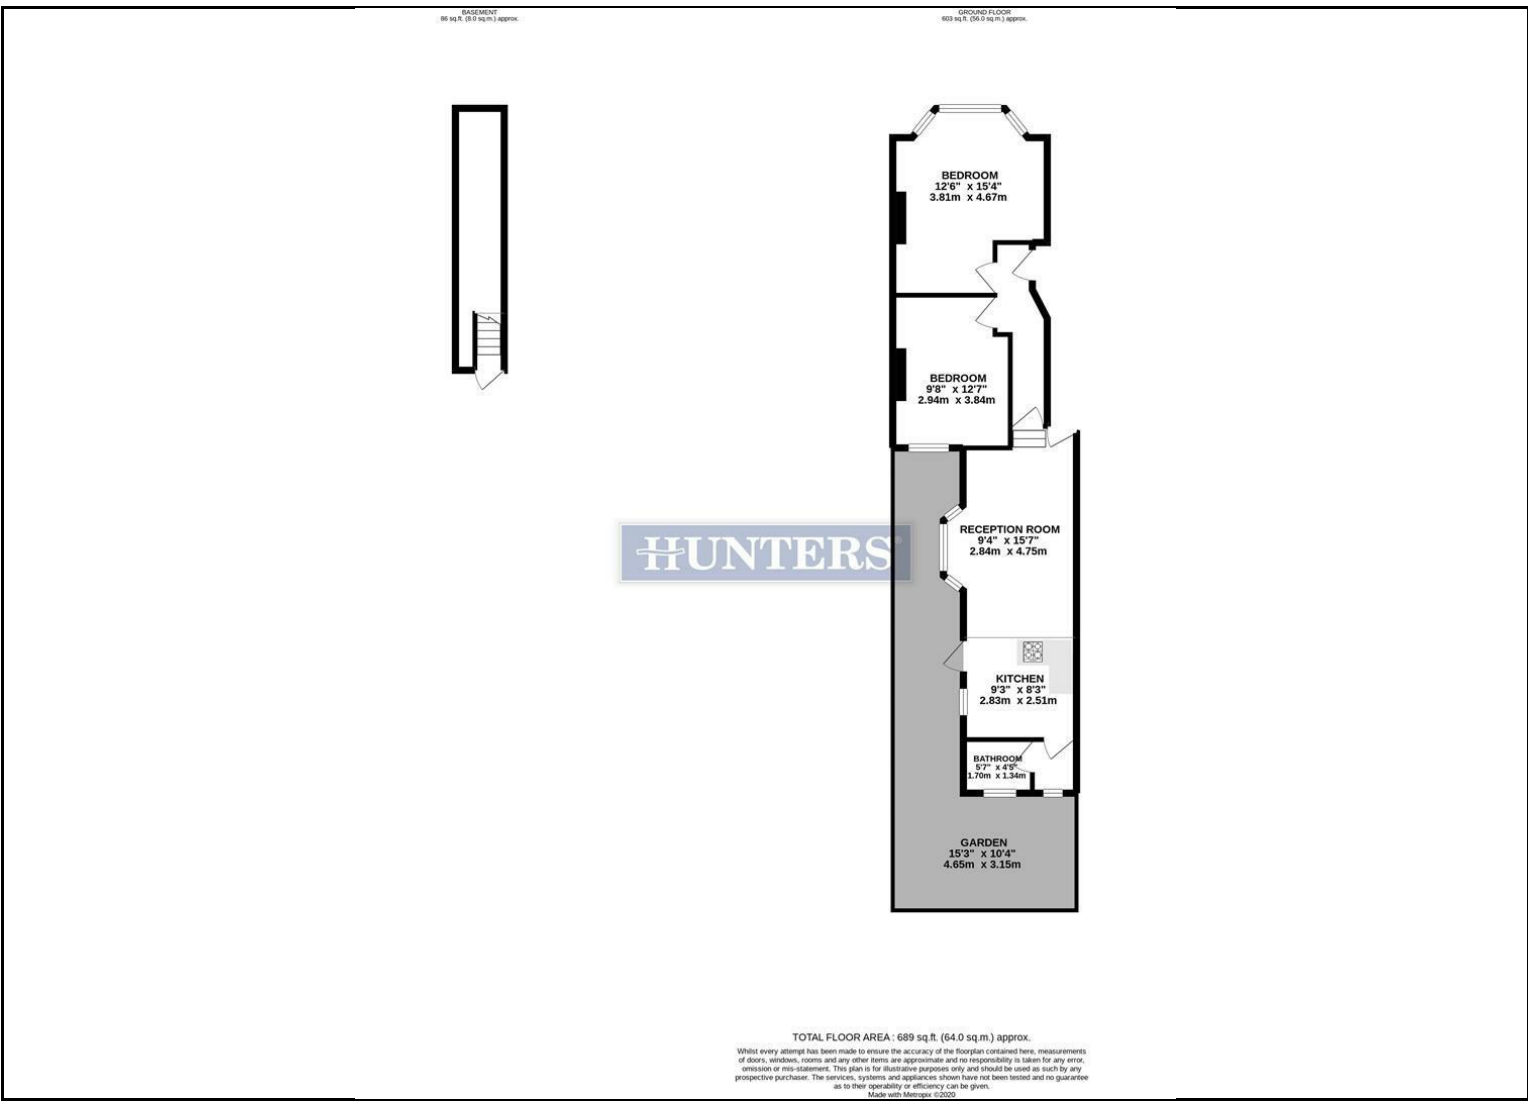 BASEMENT
86 sq.ft. (8.0 sq.m.) approx.
GROUND FLOOR
603 sq.ft. (56.0 sq.m.) approx.
BEDROOM
12'6" x 15'4"
3.81m x 4.67m
BEDROOM
9'8" x 12'7"
2.94m x 3.84m
HUNTERS®
RECEPTION ROOM
9'4" x 15'7"
2.84m x 4.75m
KITCHEN
9'3" x 8'3"
2.83m x 2.51m
BATHROOM
5'7" x 4'5"
1.70m x 1.34m
GARDEN
15'3" x 10'4"
4.65m x 3.15m
TOTAL FLOOR AREA : 689 sq.ft. (64.0 sq.m.) approx.
Whilst every attempt has been made to ensure the accuracy of the floorplan contained here, measurements
of doors, windows, rooms and any other items are approximate and no responsibility is taken for any error,
omission or mis-statement. This plan is for illustrative purposes only and should be used as such by any
prospective purchaser. The services, systems and appliances shown have not been tested and no guarantee
as to their operability or efficiency can be given.
Made with Metropix ©2020